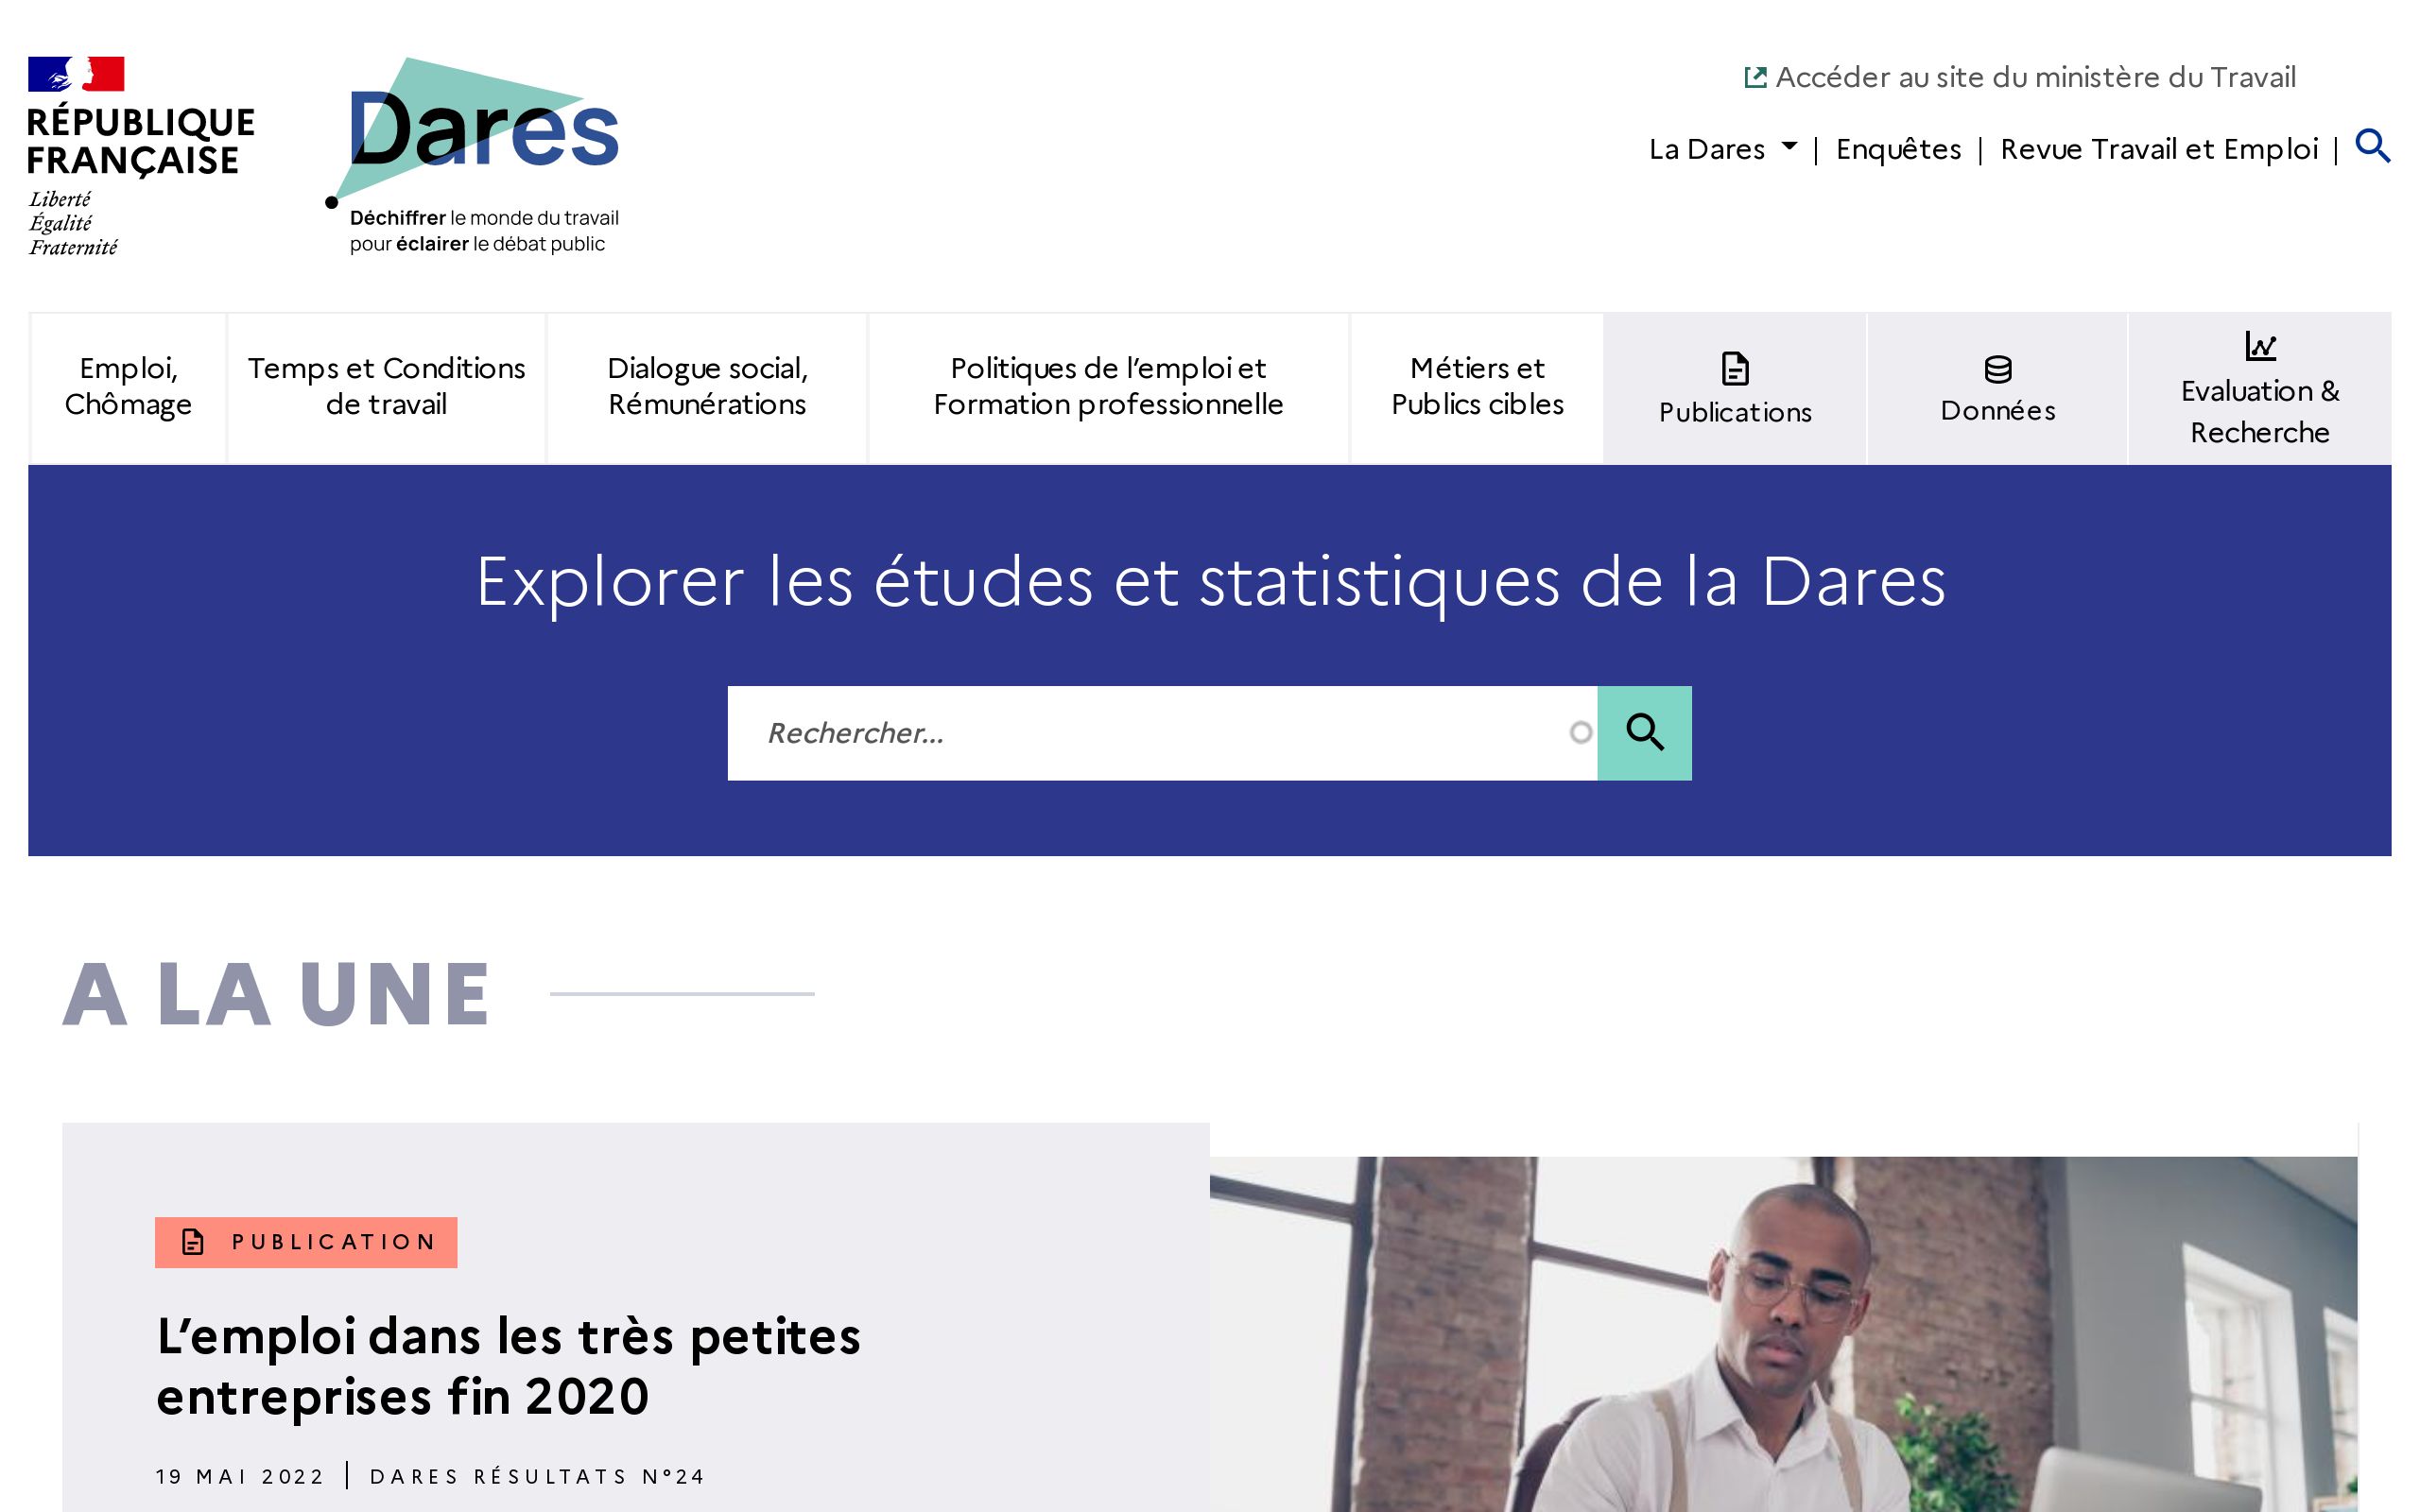 RÉPUBLIQUE
FRANÇAISE
Liberté
Égalité
Fraternité
Dares
Déchiffrer le monde du travail
pour éclairer le débat public
Accéder au site du ministère du Travail
La Dares | Enquêtes | Revue Travail et Emploi |
Emploi,
Chômage
Temps et Conditions
de travail
Dialogue social,
Rémunérations
Politiques de l’emploi et
Formation professionnelle
Métiers et
Publics cibles
Publications
Données
Evaluation &
Recherche
Explorer les études et statistiques de la Dares
Rechercher...
A LA UNE
PUBLICATION
L’emploi dans les très petites
entreprises fin 2020
19 MAI 2022 | DARES RÉSULTATS N°24